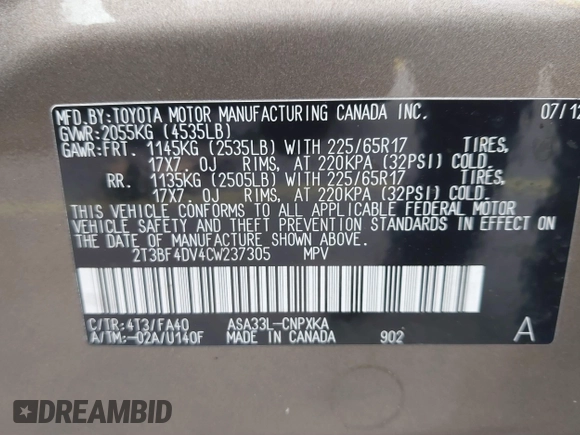 MFD.BY:TOYOTA MOTOR MANUFACTURING CANADA INC. 07/12
GVWR:2055KG (4535LB)
GAWR:FRT. 1145KG (2535LB) WITH 225/65R17 TIRES,
17X7.0J RIMS, AT 220KPA (32PSI) COLD.
RR. 1135KG (2505LB) WITH 225/65R17 TIRES,
17X7.0J RIMS, AT 220KPA (32PSI) COLD.
THIS VEHICLE CONFORMS TO ALL APPLICABLE FEDERAL MOTOR
VEHICLE SAFETY AND THEFT PREVENTION STANDARDS IN EFFECT ON
THE DATE OF MANUFACTURE SHOWN ABOVE.
2T3BF4DV4CW237305 MPV
C/TR:4T3/FA40 ASA33L-CNPXKA
A/TM:-02A/U140F MADE IN CANADA 902 A
DREAMBID